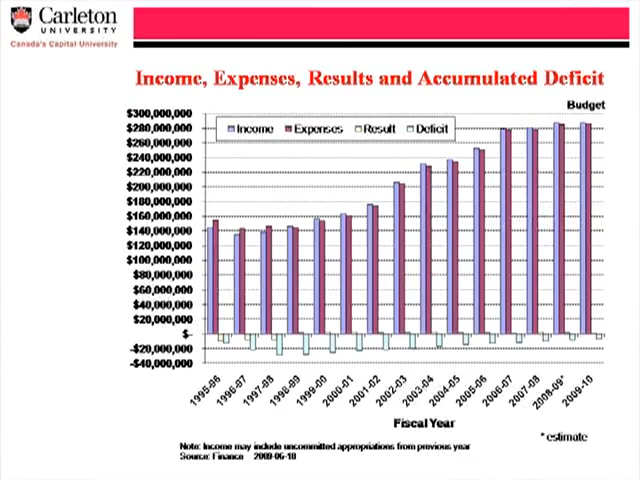 Carleton
UNIVERSITY
Canada's Capital University
Income, Expenses, Results and Accumulated Deficit
Budget
Income Expenses Result Deficit
$300,000,000
$280,000,000
$260,000,000
$240,000,000
$220,000,000
$200,000,000
$180,000,000
$160,000,000
$140,000,000
$120,000,000
$100,000,000
$80,000,000
$60,000,000
$40,000,000
$20,000,000
$-
-$20,000,000
-$40,000,000
1995-96 1996-97 1997-98 1998-99 1999-00 2000-01 2001-02 2002-03 2003-04 2004-05 2005-06 2006-07 2007-08 2008-09* 2009-10
Fiscal Year
* estimate
Note: Income may include uncommitted appropriations from previous year
Source: Finance 2009-06-18